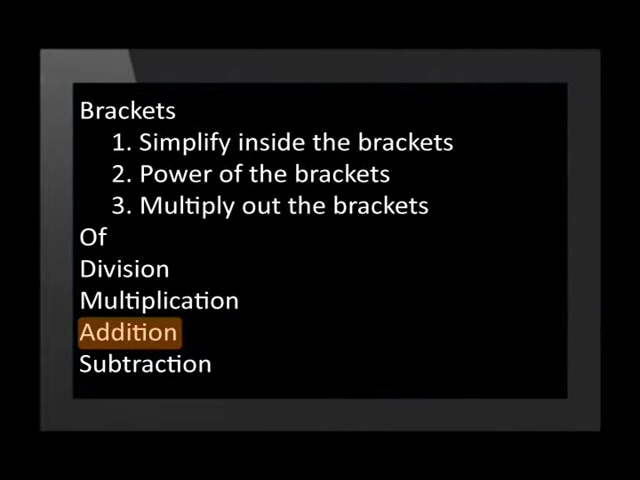 Brackets
1. Simplify inside the brackets
2. Power of the brackets
3. Multiply out the brackets
Of
Division
Multiplication
Addition
Subtraction